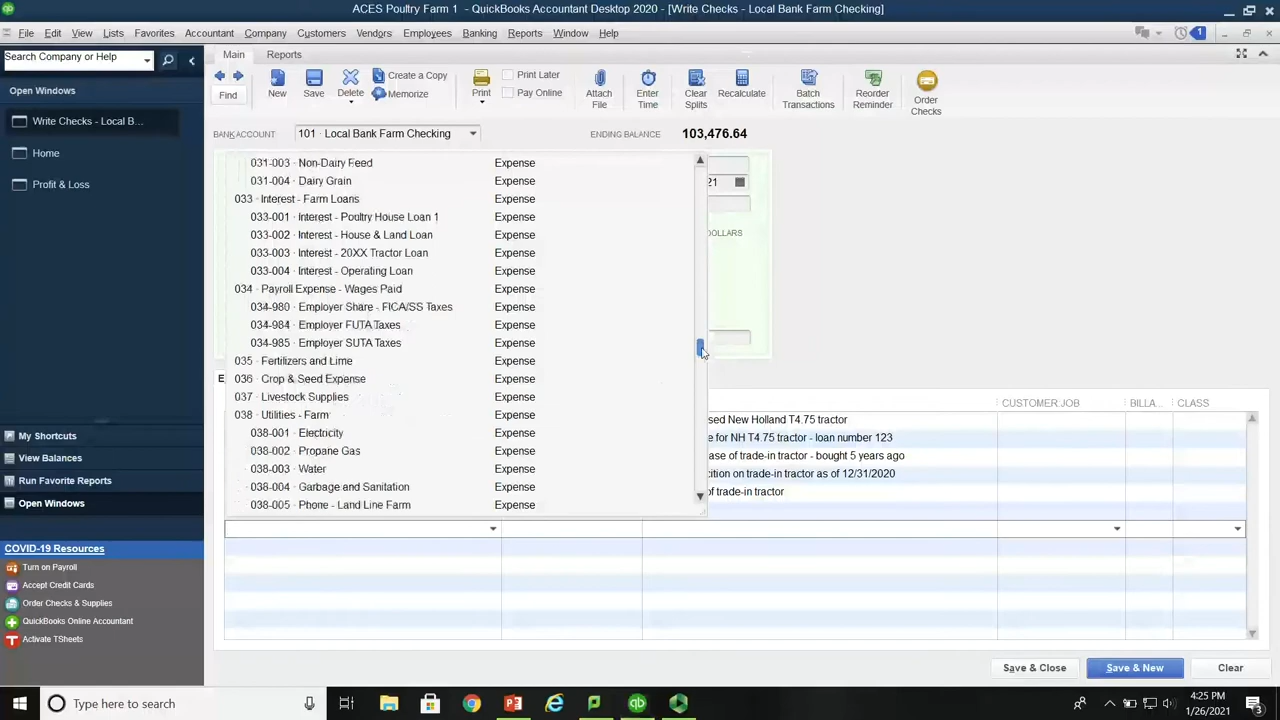 ACES Poultry Farm 1 - QuickBooks Accountant Desktop 2020 - [Write Checks - Local Bank Farm Checking]
File Edit View Lists Favorites Accountant Company Customers Vendors Employees Banking Reports Window Help
1
Search Company or Help
Main Reports
Open Windows
Write Checks - Local B...
Home
Profit & Loss
My Shortcuts
View Balances
Run Favorite Reports
Open Windows
COVID-19 Resources
Turn on Payroll
Accept Credit Cards
Order Checks & Supplies
QuickBooks Online Accountant
Activate TSheets
Find
New
Save
Delete
Create a Copy
Memorize
Print
Print Later
Pay Online
Attach File
Enter Time
Clear Splits
Recalculate
Batch Transactions
Reorder Reminder
Order Checks
BANK ACCOUNT 101 · Local Bank Farm Checking ENDING BALANCE 103,476.64
031-003 · Non-Dairy Feed Expense
031-004 · Dairy Grain Expense
033 · Interest - Farm Loans Expense
033-001 · Interest - Poultry House Loan 1 Expense
033-002 · Interest - House & Land Loan Expense
033-003 · Interest - 20XX Tractor Loan Expense
033-004 · Interest - Operating Loan Expense
034 · Payroll Expense - Wages Paid Expense
034-980 · Employer Share - FICA/SS Taxes Expense
034-984 · Employer FUTA Taxes Expense
034-985 · Employer SUTA Taxes Expense
035 · Fertilizers and Lime Expense
036 · Crop & Seed Expense Expense
037 · Livestock Supplies Expense
038 · Utilities - Farm Expense
038-001 · Electricity Expense
038-002 · Propane Gas Expense
038-003 · Water Expense
038-004 · Garbage and Sanitation Expense
038-005 · Phone - Land Line Farm Expense
21
DOLLARS
E
CUSTOMER:JOB BILLA... CLASS
sed New Holland T4.75 tractor
e for NH T4.75 tractor - loan number 123
ase of trade-in tractor - bought 5 years ago
tition on trade-in tractor as of 12/31/2020
of trade-in tractor
Save & Close Save & New Clear
Type here to search
4:25 PM
1/26/2021
3